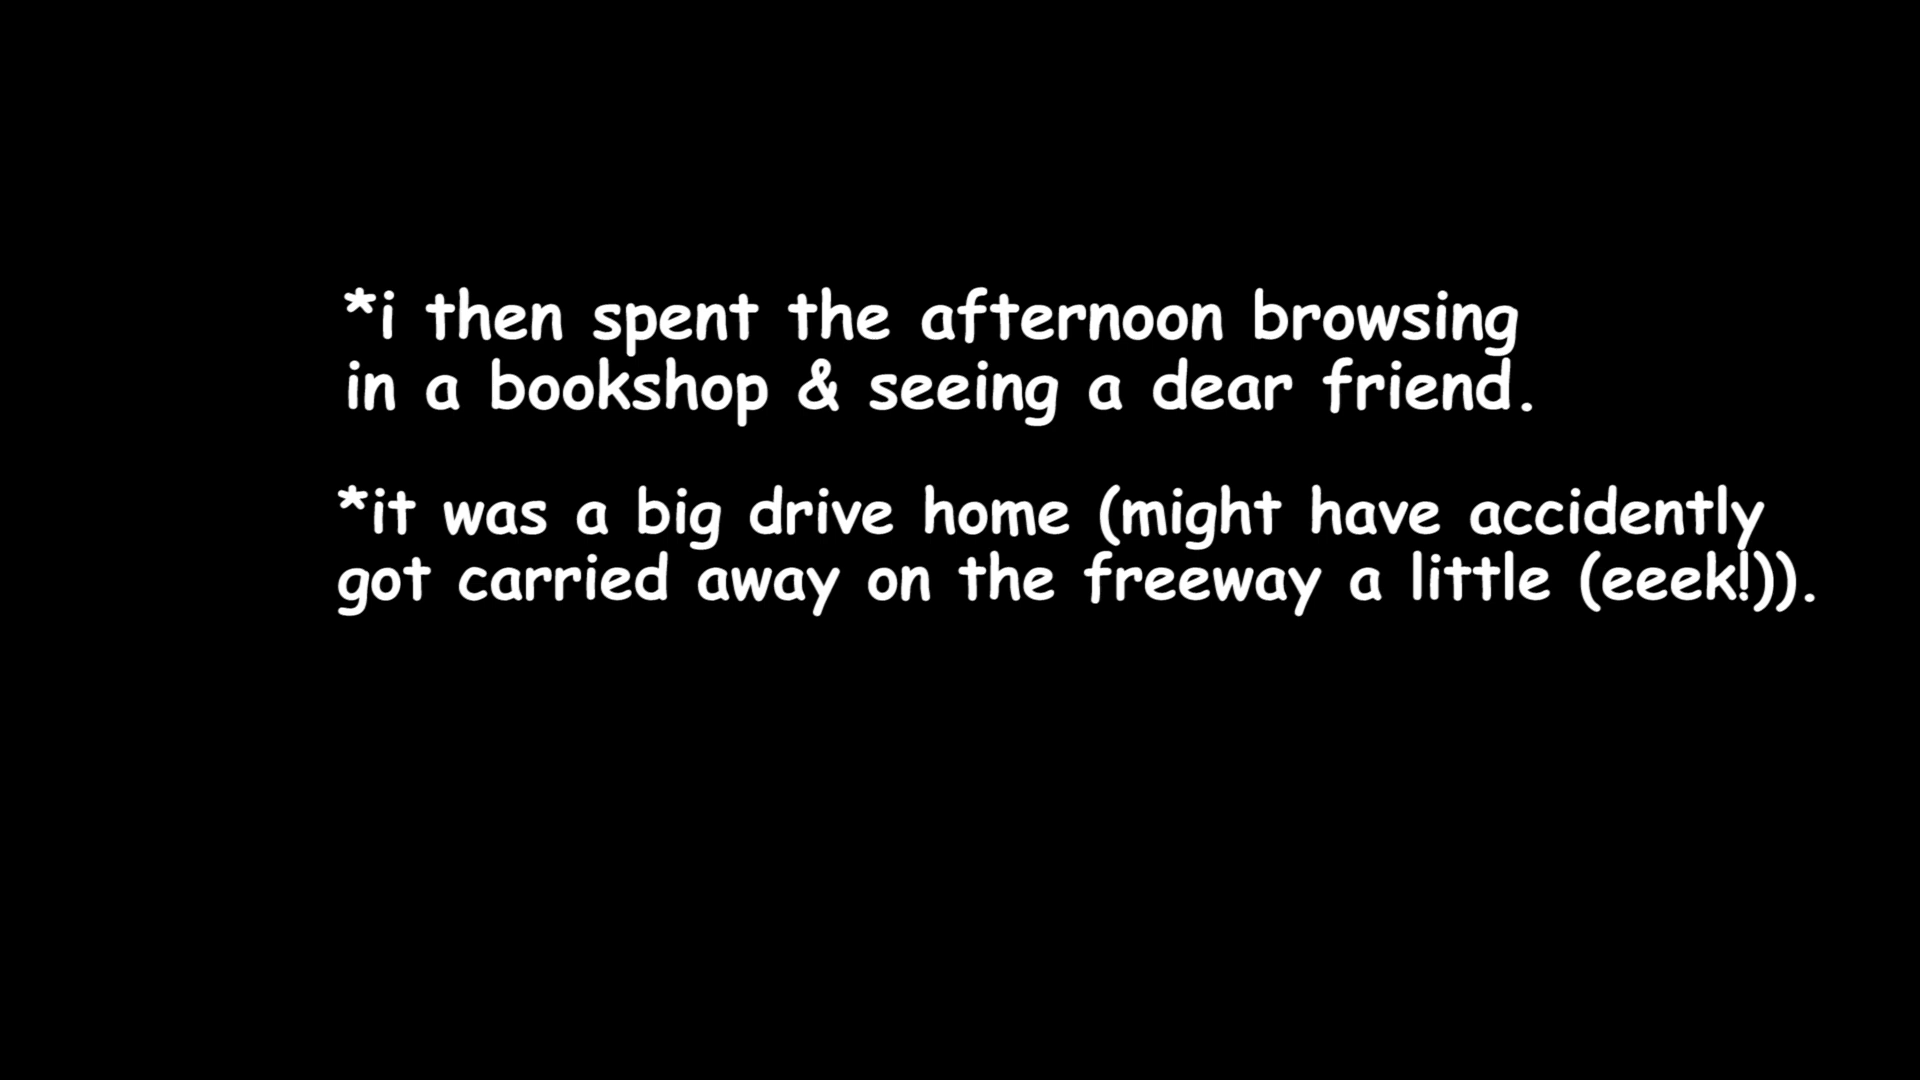 *i then spent the afternoon browsing
in a bookshop & seeing a dear friend.
*it was a big drive home (might have accidently
got carried away on the freeway a little (eeek!)).